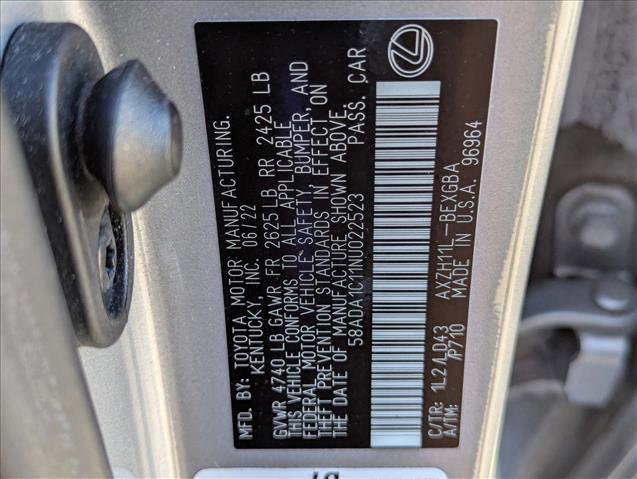 MFD. BY: TOYOTA MOTOR MANUFACTURING,
KENTUCKY, INC. 06/22
GVWR 4740 LB GAWR FR 2625 LB RR 2425 LB
THIS VEHICLE CONFORMS TO ALL APPLICABLE
FEDERAL MOTOR VEHICLE SAFETY, BUMPER, AND
THEFT PREVENTION STANDARDS IN EFFECT ON
THE DATE OF MANUFACTURE SHOWN ABOVE.
58ADA1C11NU022523 PASS. CAR
C/TR: 1L2 /LD43 AXZH11L-BEXGBA
A/TM: /P710 MADE IN U.S.A. 96964